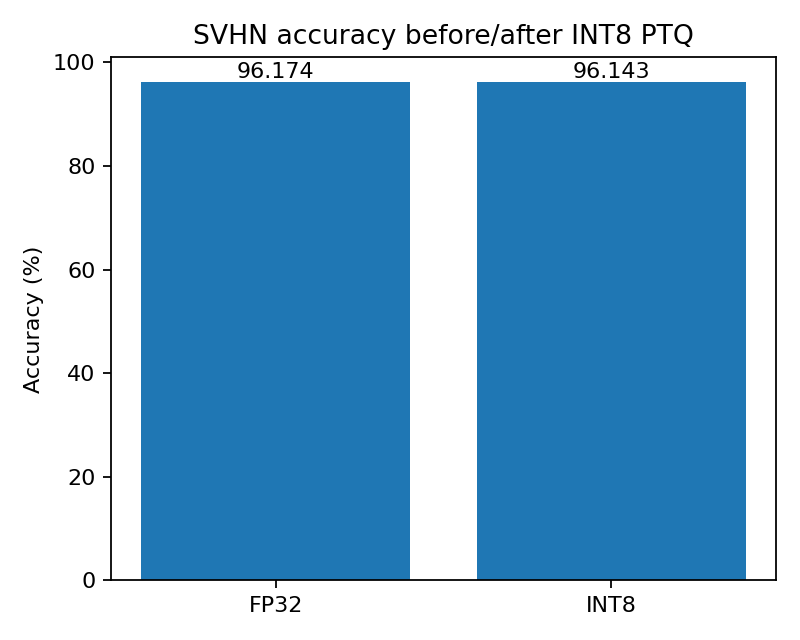 SVHN accuracy before/after INT8 PTQ
100
80
60
40
20
0
Accuracy (%)
96.174
96.143
FP32
INT8